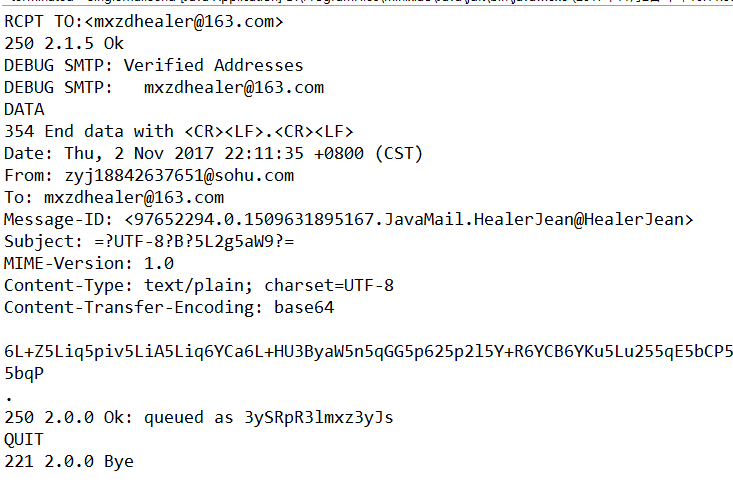 RCPT TO:<mxzdhealer@163.com>
250 2.1.5 Ok
DEBUG SMTP: Verified Addresses
DEBUG SMTP:   mxzdhealer@163.com
DATA
354 End data with <CR><LF>.<CR><LF>
Date: Thu, 2 Nov 2017 22:11:35 +0800 (CST)
From: zyj18842637651@sohu.com
To: mxzdhealer@163.com
Message-ID: <97652294.0.1509631895167.JavaMail.HealerJean@HealerJean>
Subject: =?UTF-8?B?5L2g5aW9?=
MIME-Version: 1.0
Content-Type: text/plain; charset=UTF-8
Content-Transfer-Encoding: base64
6L+Z5Liq5piv5LiA5Liq6YCa6L+HU3ByaW5n5qGG5p625p2l5Y+R6YCB6YKu5Lu255qE5bCP5
5bqP
.
250 2.0.0 Ok: queued as 3ySRpR3lmxz3yJs
QUIT
221 2.0.0 Bye